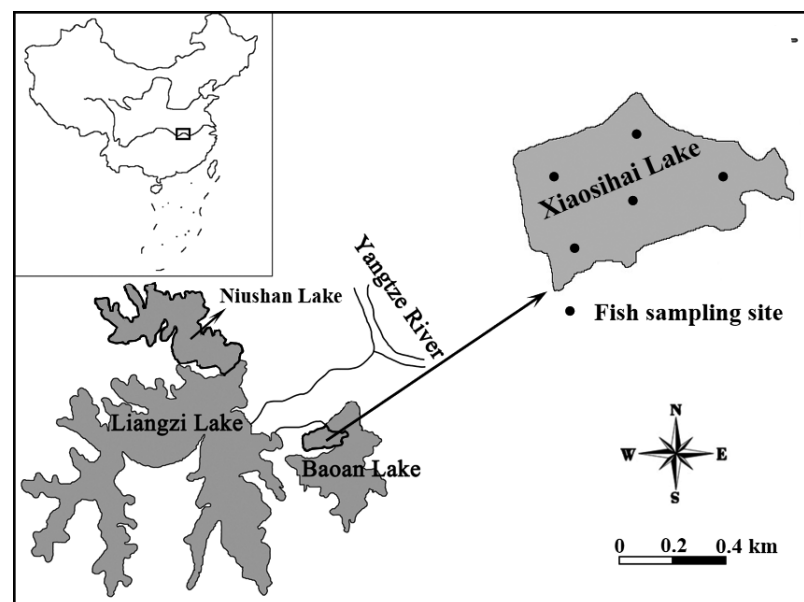 Xiaosihai Lake
Niushan Lake
Yangtze River
Fish sampling site
Liangzi Lake
Baoan Lake
N
W E
S
0 0.2 0.4 km